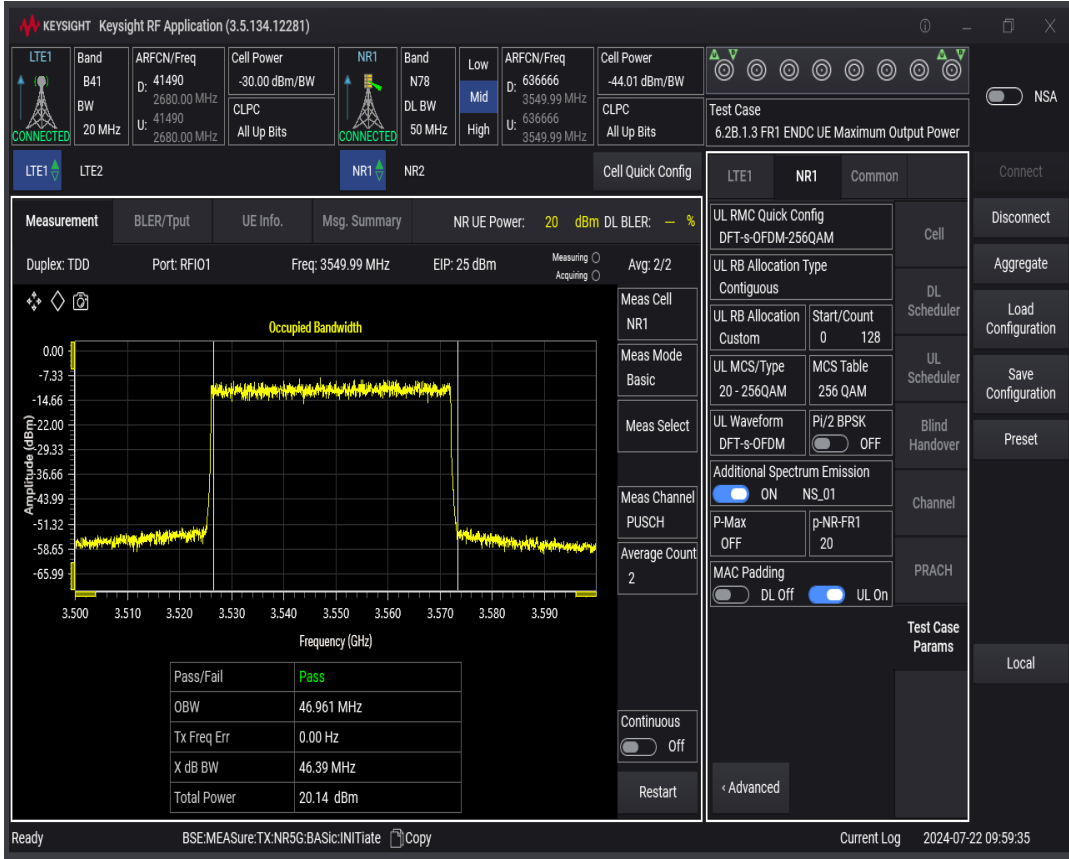 KEYSIGHT Keysight RF Application (3.5.134.12281)
LTE1
CONNECTED
Band
B41
BW
20 MHz
ARFCN/Freq
D: 41490
2680.00 MHz
U: 41490
2680.00 MHz
Cell Power
-30.00 dBm/BW
CLPC
All Up Bits
NR1
CONNECTED
Band
N78
DL BW
50 MHz
Low
Mid
High
ARFCN/Freq
D: 636666
3549.99 MHz
U: 636666
3549.99 MHz
Cell Power
-44.01 dBm/BW
CLPC
All Up Bits
Test Case
6.2B.1.3 FR1 ENDC UE Maximum Output Power
NSA
LTE1 LTE2
NR1 NR2
Cell Quick Config
Measurement BLER/Tput UE Info. Msg. Summary NR UE Power: 20 dBm DL BLER: — %
Duplex: TDD Port: RFIO1 Freq: 3549.99 MHz EIP: 25 dBm Measuring Avg: 2/2
Acquiring
Occupied Bandwidth
Amplitude (dBm)
0.00
-7.33
-14.66
-22.00
-29.33
-36.66
-43.99
-51.32
-58.65
-65.99
3.500 3.510 3.520 3.530 3.540 3.550 3.560 3.570 3.580 3.590
Frequency (GHz)
Pass/Fail Pass
OBW 46.961 MHz
Tx Freq Err 0.00 Hz
X dB BW 46.39 MHz
Total Power 20.14 dBm
Meas Cell
NR1
Meas Mode
Basic
Meas Select
Meas Channel
PUSCH
Average Count
2
Continuous
Off
Restart
LTE1 NR1 Common
UL RMC Quick Config
DFT-s-OFDM-256QAM
UL RB Allocation Type
Contiguous
UL RB Allocation
Custom
Start/Count
0 128
UL MCS/Type
20 - 256QAM
MCS Table
256 QAM
UL Waveform
DFT-s-OFDM
Pi/2 BPSK
OFF
Additional Spectrum Emission
ON NS_01
P-Max
OFF
p-NR-FR1
20
MAC Padding
DL Off UL On
‹ Advanced
Cell
DL
Scheduler
UL
Scheduler
Blind
Handover
Channel
PRACH
Test Case
Params
Connect
Disconnect
Aggregate
Load
Configuration
Save
Configuration
Preset
Local
Ready BSE:MEASure:TX:NR5G:BASic:INITiate Copy Current Log 2024-07-22 09:59:35